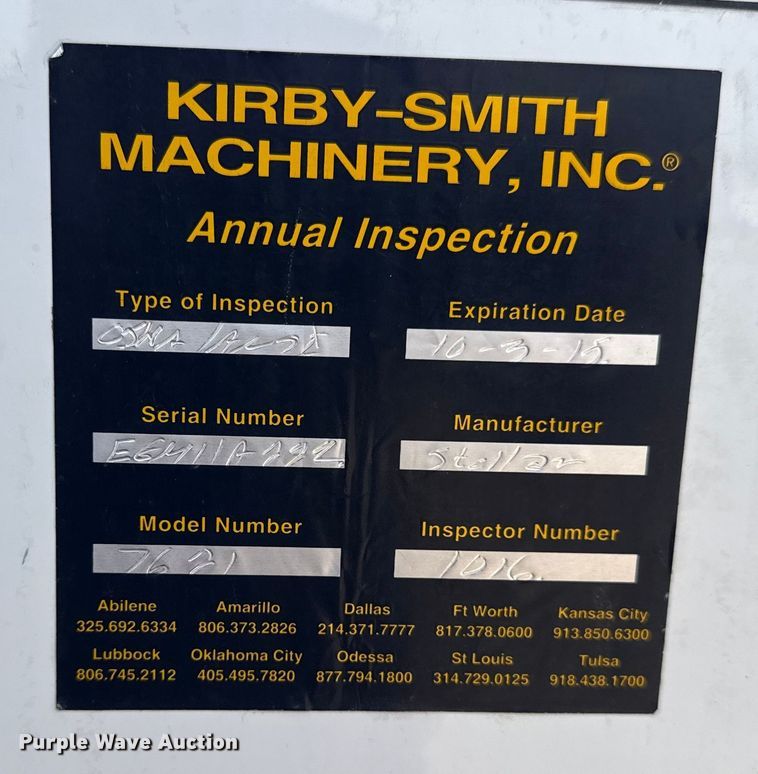 KIRBY-SMITH
MACHINERY, INC.®
Annual Inspection
Type of Inspection Expiration Date
OSHA 10-3-15.
Serial Number Manufacturer
Stellar
Model Number Inspector Number
7621 1016.
Abilene Amarillo Dallas Ft Worth Kansas City
325.692.6334 806.373.2826 214.371.7777 817.378.0600 913.850.6300
Lubbock Oklahoma City Odessa St Louis Tulsa
806.745.2112 405.495.7820 877.794.1800 314.729.0125 918.438.1700
Purple Wave Auction